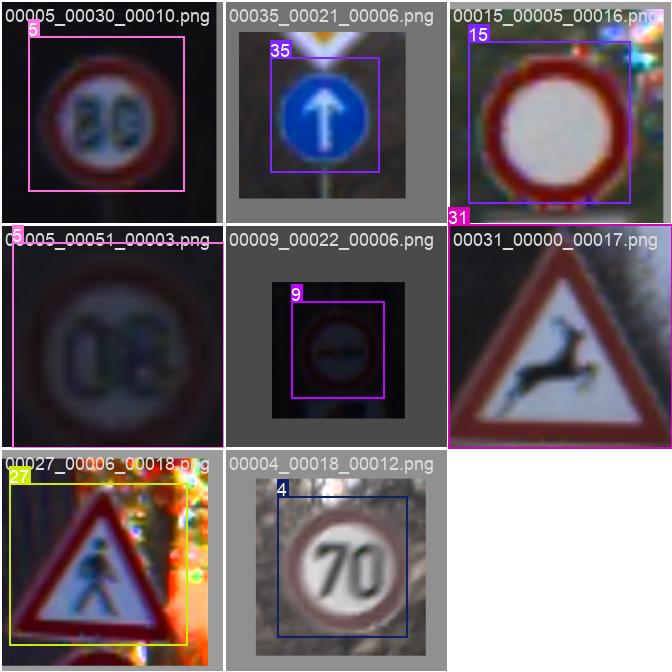 00005_00030_00010.png
5
80
00035_00021_00006.png
35
00015_00005_00016.png
15
00005_00051_00003.png
5
00009_00022_00006.png
9
00031_00000_00017.png
31
00027_00006_00018.png
27
00004_00018_00012.png
4
70